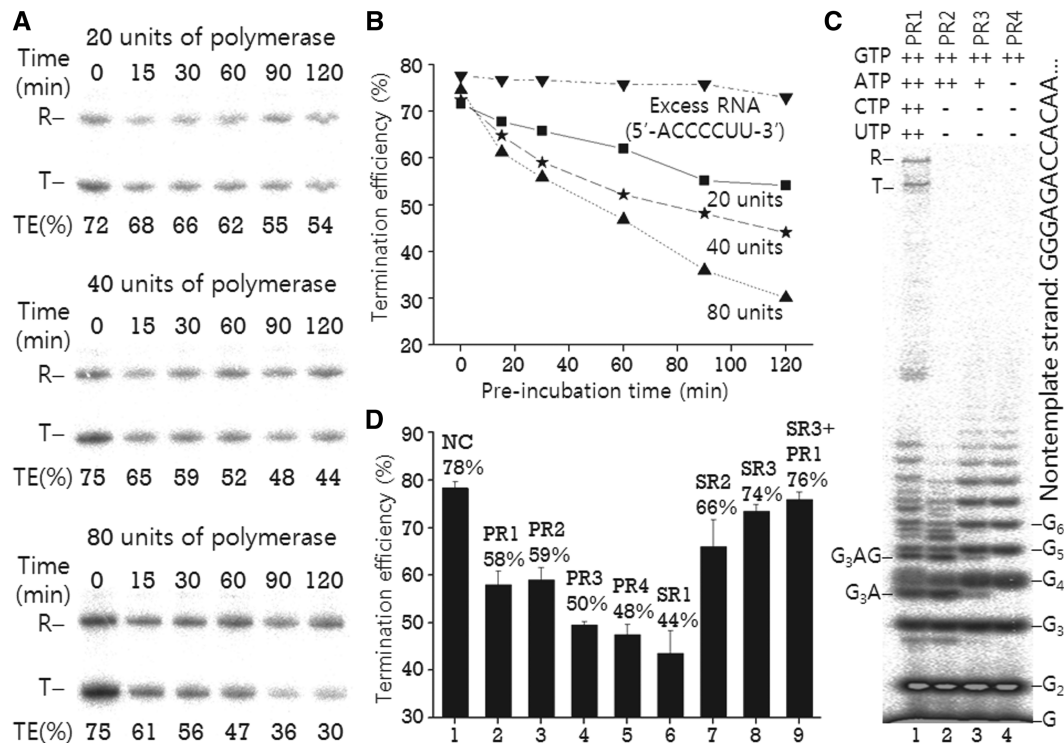 A
20 units of polymerase
Time
(min)
0 15 30 60 90 120
R–
T–
TE(%) 72 68 66 62 55 54
40 units of polymerase
Time
(min)
0 15 30 60 90 120
R–
T–
TE(%) 75 65 59 52 48 44
80 units of polymerase
Time
(min)
0 15 30 60 90 120
R–
T–
TE(%) 75 61 56 47 36 30
B
Termination efficiency (%)
80
70
60
50
40
30
20
Excess RNA
(5′-ACCCCUU-3′)
20 units
40 units
80 units
0 20 40 60 80 100 120
Pre-incubation time (min)
C
PR1 PR2 PR3 PR4
GTP ++ ++ ++ ++
ATP ++ ++ + -
CTP ++ - - -
UTP ++ - - -
R–
T–
G₃AG–
G₃A–
–G₆
–G₅
–G₄
–G₃
–G₂
–G
1 2 3 4
Nontemplate strand: GGGAGACCACAA...
D
Termination efficiency (%)
90
80
70
60
50
40
30
NC
78%
PR1
58%
PR2
59%
PR3
50%
PR4
48%
SR1
44%
SR2
66%
SR3
74%
SR3+
PR1
76%
1 2 3 4 5 6 7 8 9